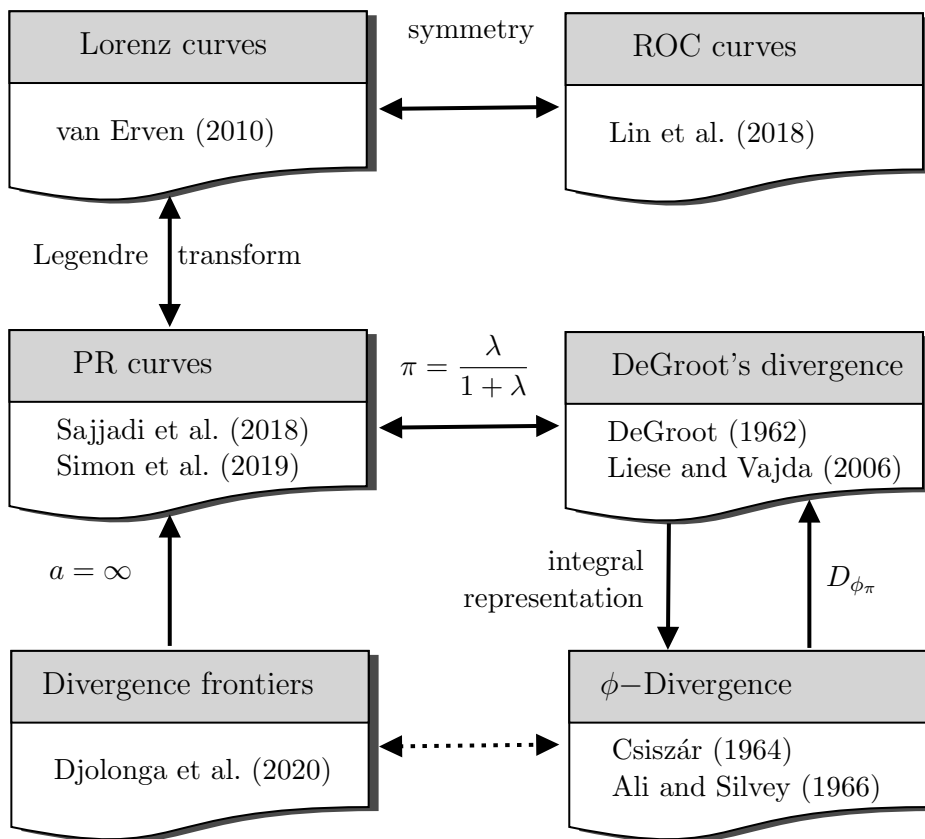 Lorenz curves
symmetry
ROC curves
van Erven (2010)
Lin et al. (2018)
Legendre transform
PR curves
π = λ / (1 + λ)
DeGroot's divergence
Sajjadi et al. (2018)
Simon et al. (2019)
DeGroot (1962)
Liese and Vajda (2006)
a = ∞
integral
representation
D_{ϕ_π}
Divergence frontiers
ϕ−Divergence
Djolonga et al. (2020)
Csiszár (1964)
Ali and Silvey (1966)